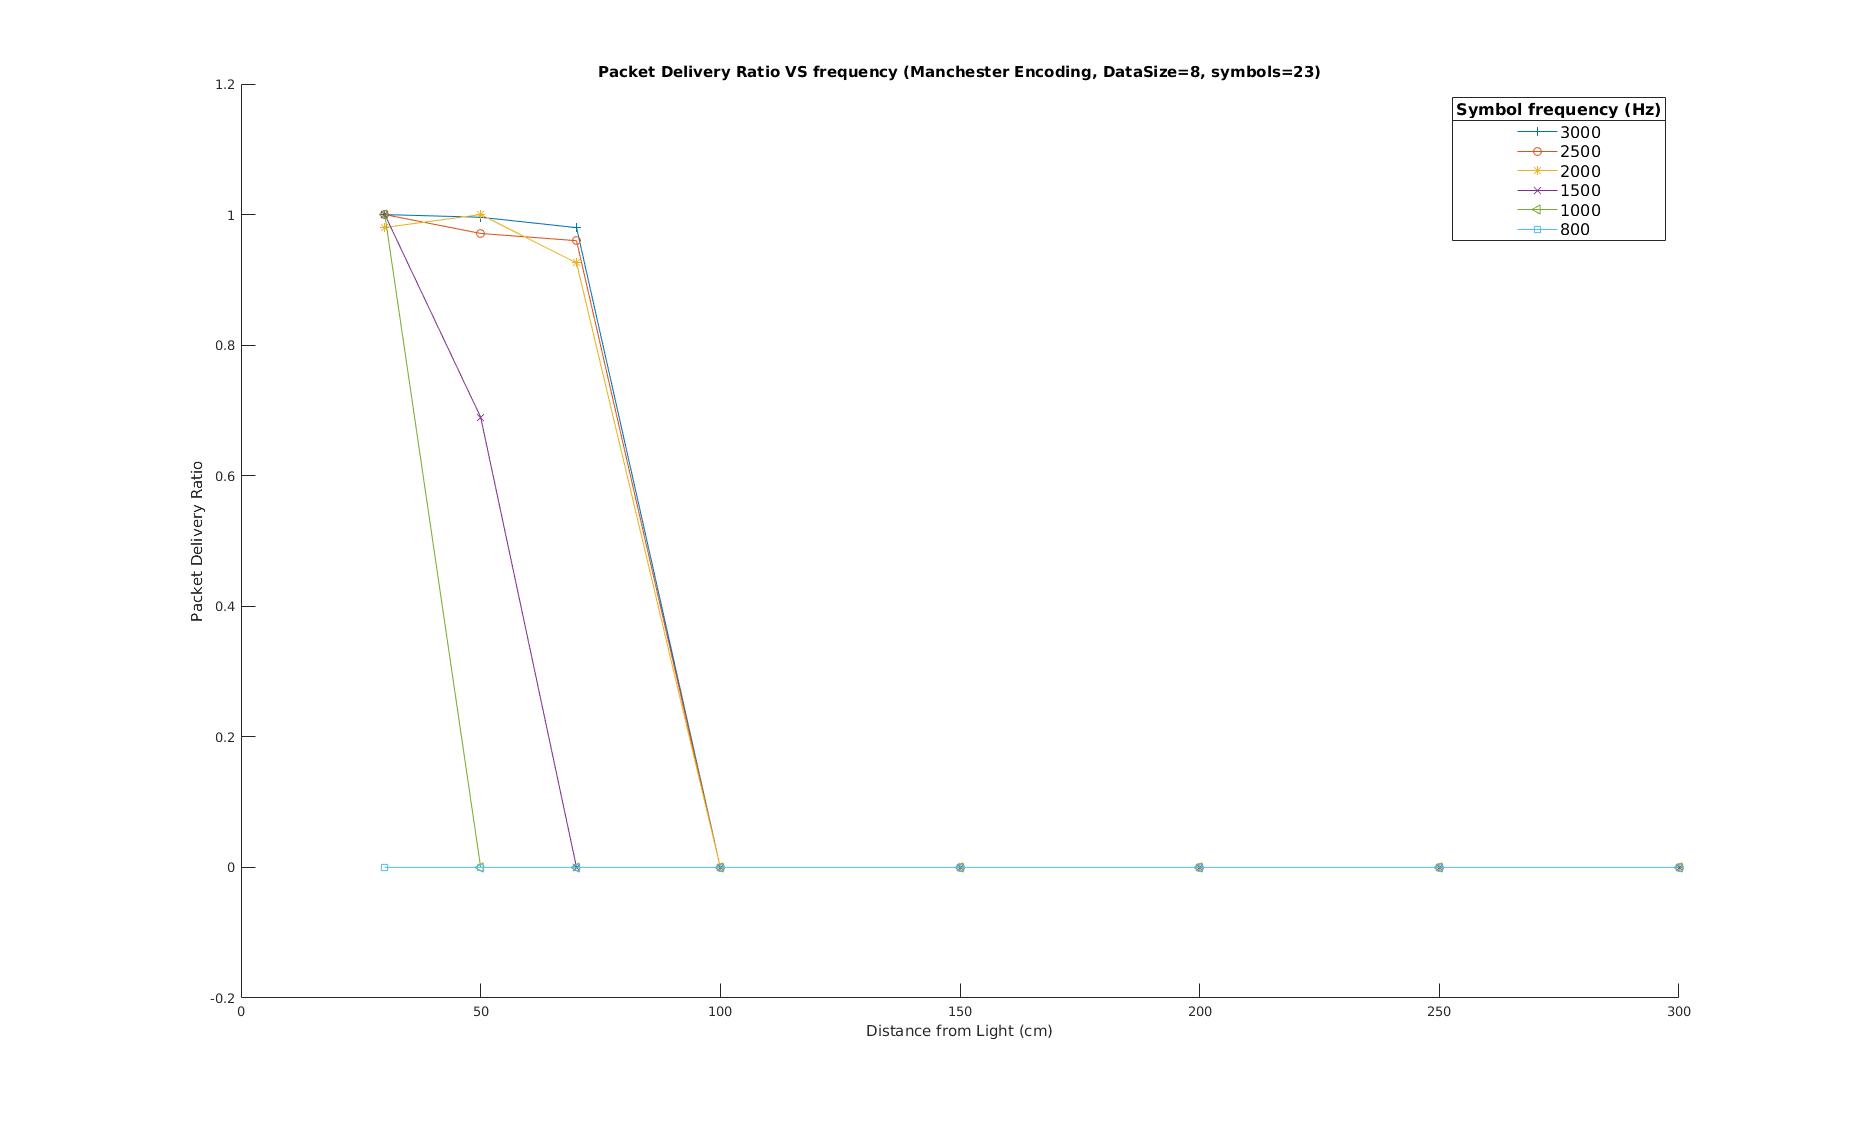 Packet Delivery Ratio VS frequency (Manchester Encoding, DataSize=8, symbols=23)
1.2
1
0.8
0.6
0.4
0.2
0
-0.2
Packet Delivery Ratio
Symbol frequency (Hz)
3000
2500
2000
1500
1000
800
0 50 100 150 200 250 300
Distance from Light (cm)